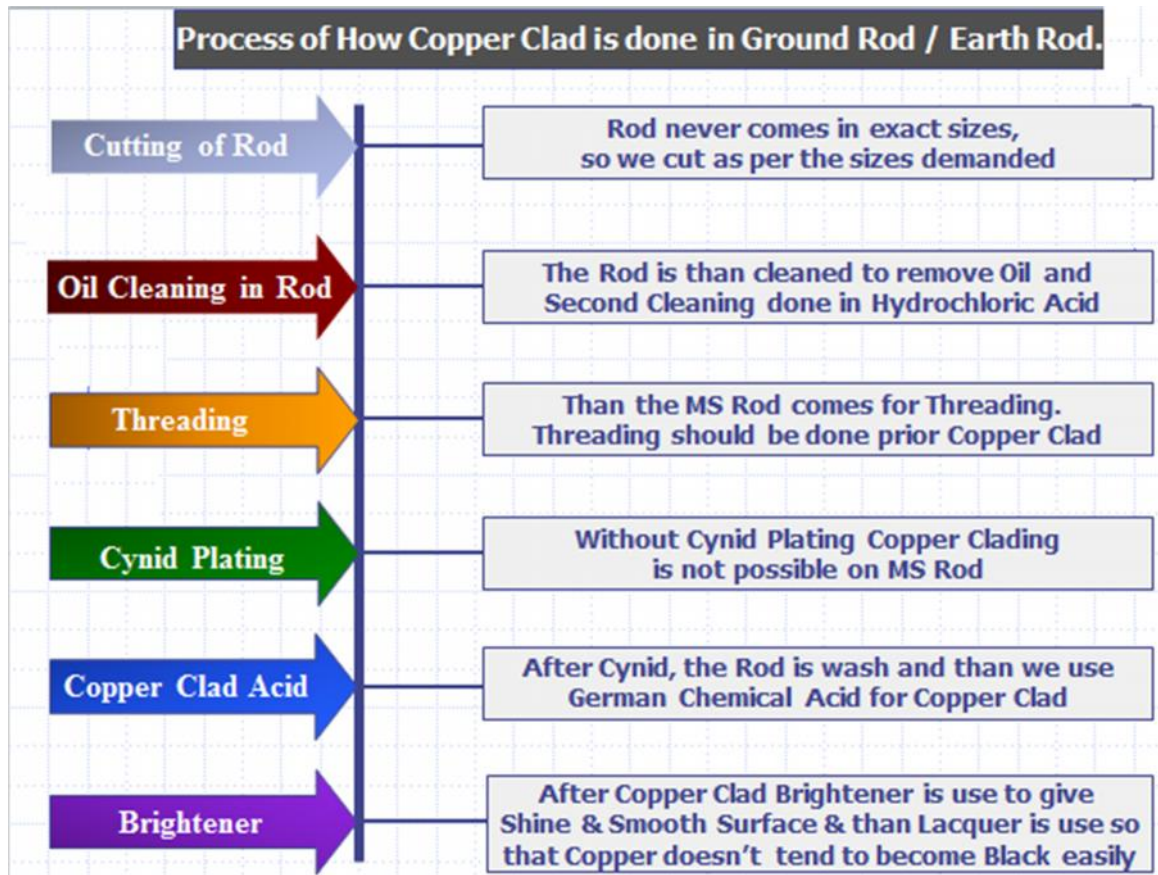 Process of How Copper Clad is done in Ground Rod / Earth Rod.
Cutting of Rod
Rod never comes in exact sizes,
so we cut as per the sizes demanded
Oil Cleaning in Rod
The Rod is than cleaned to remove Oil and
Second Cleaning done in Hydrochloric Acid
Threading
Than the MS Rod comes for Threading.
Threading should be done prior Copper Clad
Cynid Plating
Without Cynid Plating Copper Clading
is not possible on MS Rod
Copper Clad Acid
After Cynid, the Rod is wash and than we use
German Chemical Acid for Copper Clad
Brightener
After Copper Clad Brightener is use to give
Shine & Smooth Surface & than Lacquer is use so
that Copper doesn't tend to become Black easily